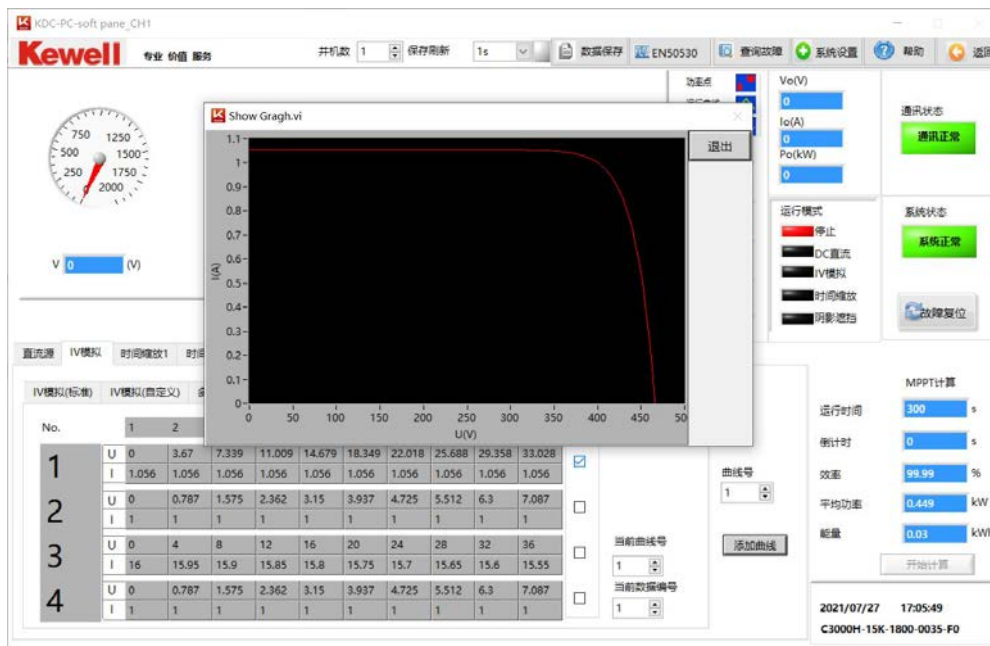 KDC-PC-soft pane_CH1
Kewell 专业 价值 服务 并机数 1 保存刷新 1s 数据保存 EN50530 查询故障 系统设置 帮助 返回
功率点
Vo(V)
0
Io(A)
0
Po(kW)
0
通讯状态
通讯正常
750 1250
500 1500
250 1750
0 2000
V 0 (V)
Show Gragh.vi
退出
1.1
1
0.9
0.8
0.7
0.6
0.5
0.4
0.3
0.2
0.1
0
I(A)
0 50 100 150 200 250 300 350 400 450 50
U(V)
运行模式
停止
DC直流
IV模拟
时间缩放
阴影遮挡
系统状态
系统正常
故障复位
直流源 IV模拟 时间缩放1
IV模拟(标准) IV模拟(自定义)
No. 1 2
1 U 0 3.67 7.339 11.009 14.679 18.349 22.018 25.688 29.358 33.028
I 1.056 1.056 1.056 1.056 1.056 1.056 1.056 1.056 1.056 1.056
2 U 0 0.787 1.575 2.362 3.15 3.937 4.725 5.512 6.3 7.087
I 1 1 1 1 1 1 1 1 1 1
3 U 0 4 8 12 16 20 24 28 32 36
I 16 15.95 15.9 15.85 15.8 15.75 15.7 15.65 15.6 15.55
4 U 0 0.787 1.575 2.362 3.15 3.937 4.725 5.512 6.3 7.087
I 1 1 1 1 1 1 1 1 1 1
当前曲线号
1
当前数据编号
1
曲线号
1
添加曲线
MPPT计算
运行时间 300 s
倒计时 0 s
效率 99.99 %
平均功率 0.449 kW
能量 0.03 kWh
开始计算
2021/07/27 17:05:49
C3000H-15K-1800-0035-F0